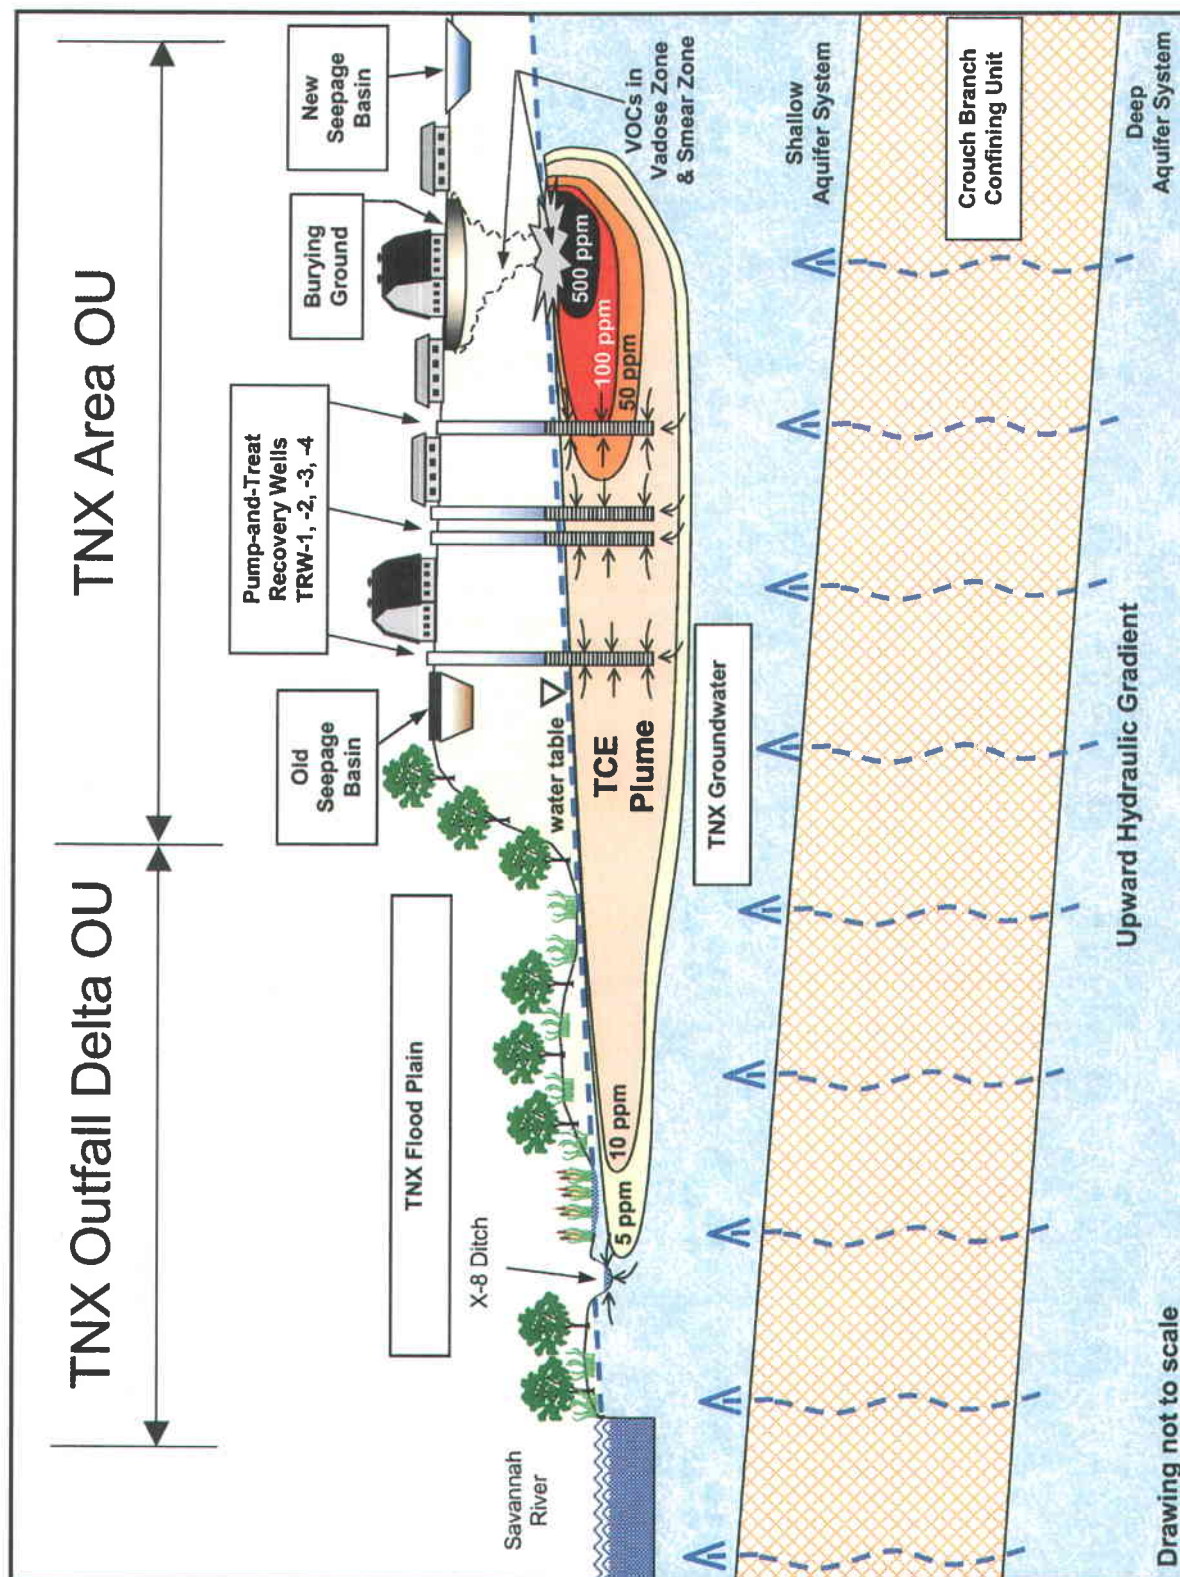 TNX Outfall Delta OU
TNX Area OU
New
Seepage
Basin
Burying
Ground
Pump-and-Treat
Recovery Wells
TRW-1, -2, -3, -4
Old
Seepage
Basin
TNX Flood Plain
X-8 Ditch
Savannah
River
water table
VOCs in
Vadose Zone
& Smear Zone
500 ppm
100 ppm
50 ppm
TCE
Plume
10 ppm
5 ppm
TNX Groundwater
Shallow
Aquifer System
Crouch Branch
Confining Unit
Deep
Aquifer System
Upward Hydraulic Gradient
Drawing not to scale